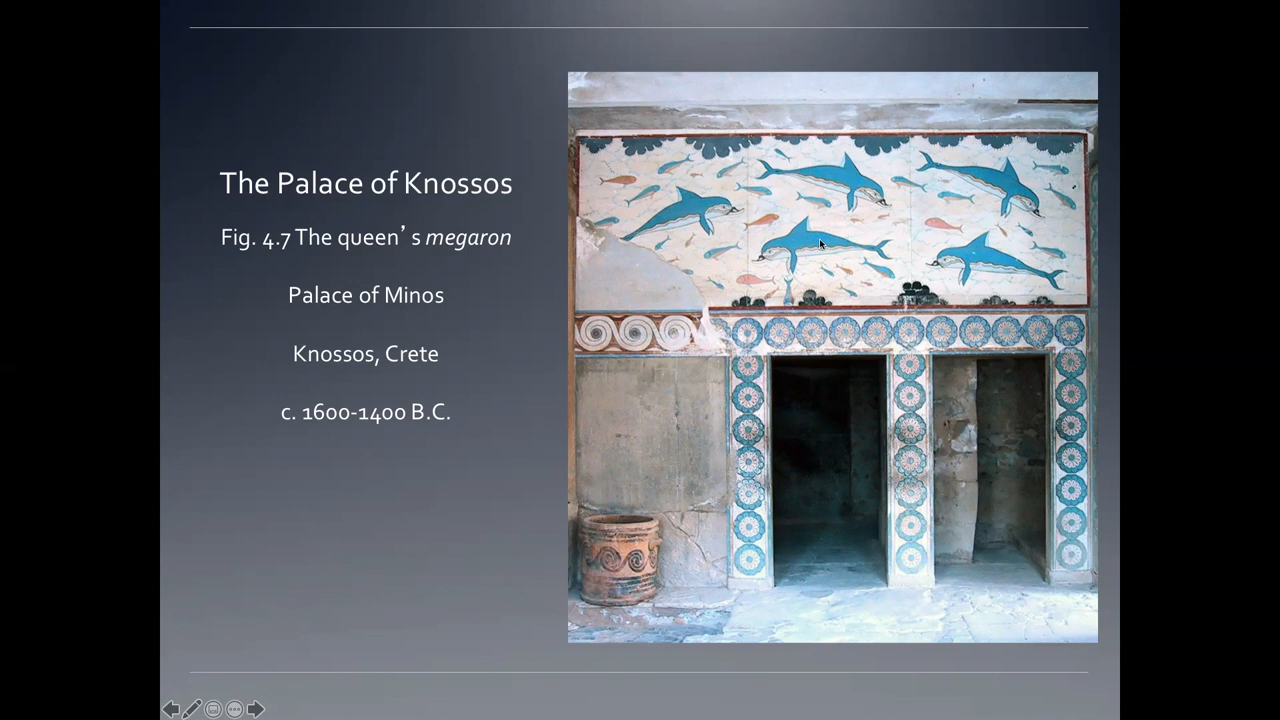 The Palace of Knossos
Fig. 4.7 The queen’ s megaron
Palace of Minos
Knossos, Crete
c. 1600-1400 B.C.